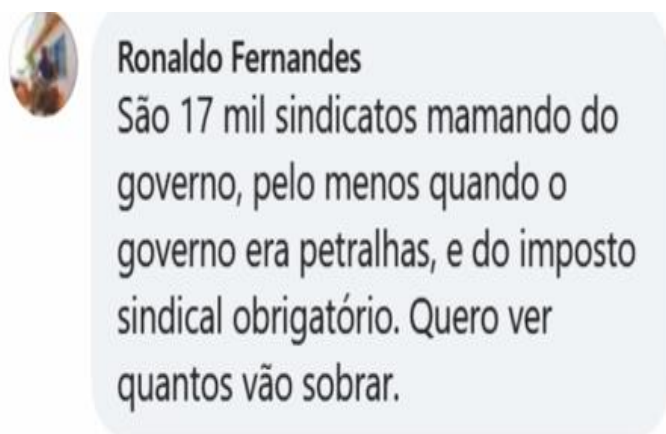 Ronaldo Fernandes
São 17 mil sindicatos mamando do
governo, pelo menos quando o
governo era petralhas, e do imposto
sindical obrigatório. Quero ver
quantos vão sobrar.